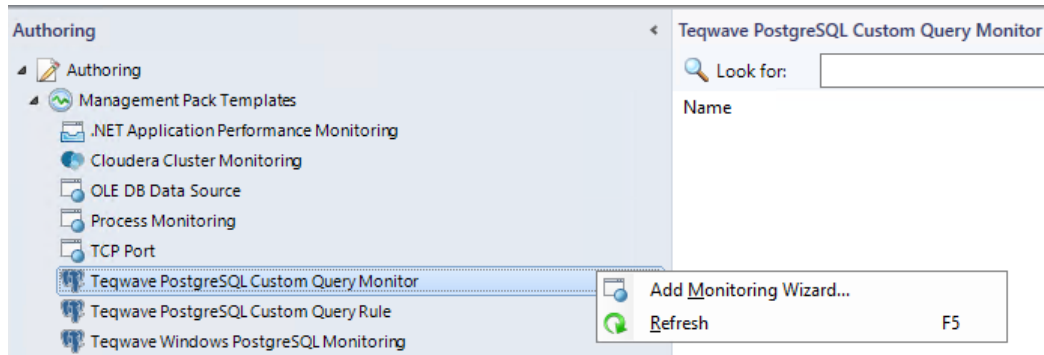 Authoring
Authoring
Management Pack Templates
.NET Application Performance Monitoring
Cloudera Cluster Monitoring
OLE DB Data Source
Process Monitoring
TCP Port
Teqwave PostgreSQL Custom Query Monitor
Teqwave PostgreSQL Custom Query Rule
Teqwave Windows PostgreSQL Monitoring
Teqwave PostgreSQL Custom Query Monitor
Look for:
Name
Add Monitoring Wizard...
Refresh F5